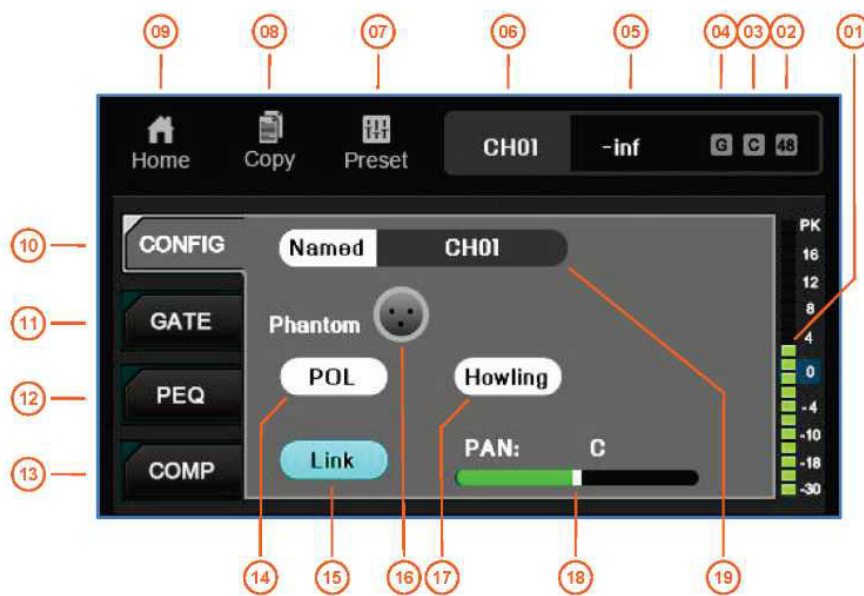 09 08 07 06 05 04 03 02 01
Home Copy Preset CH01 -inf G C 48
10 CONFIG Named CH01
11 GATE Phantom
12 PEQ POL Howling
13 COMP Link PAN: C
PK
16
12
8
4
0
-4
-10
-18
-30
14 15 16 17 18 19